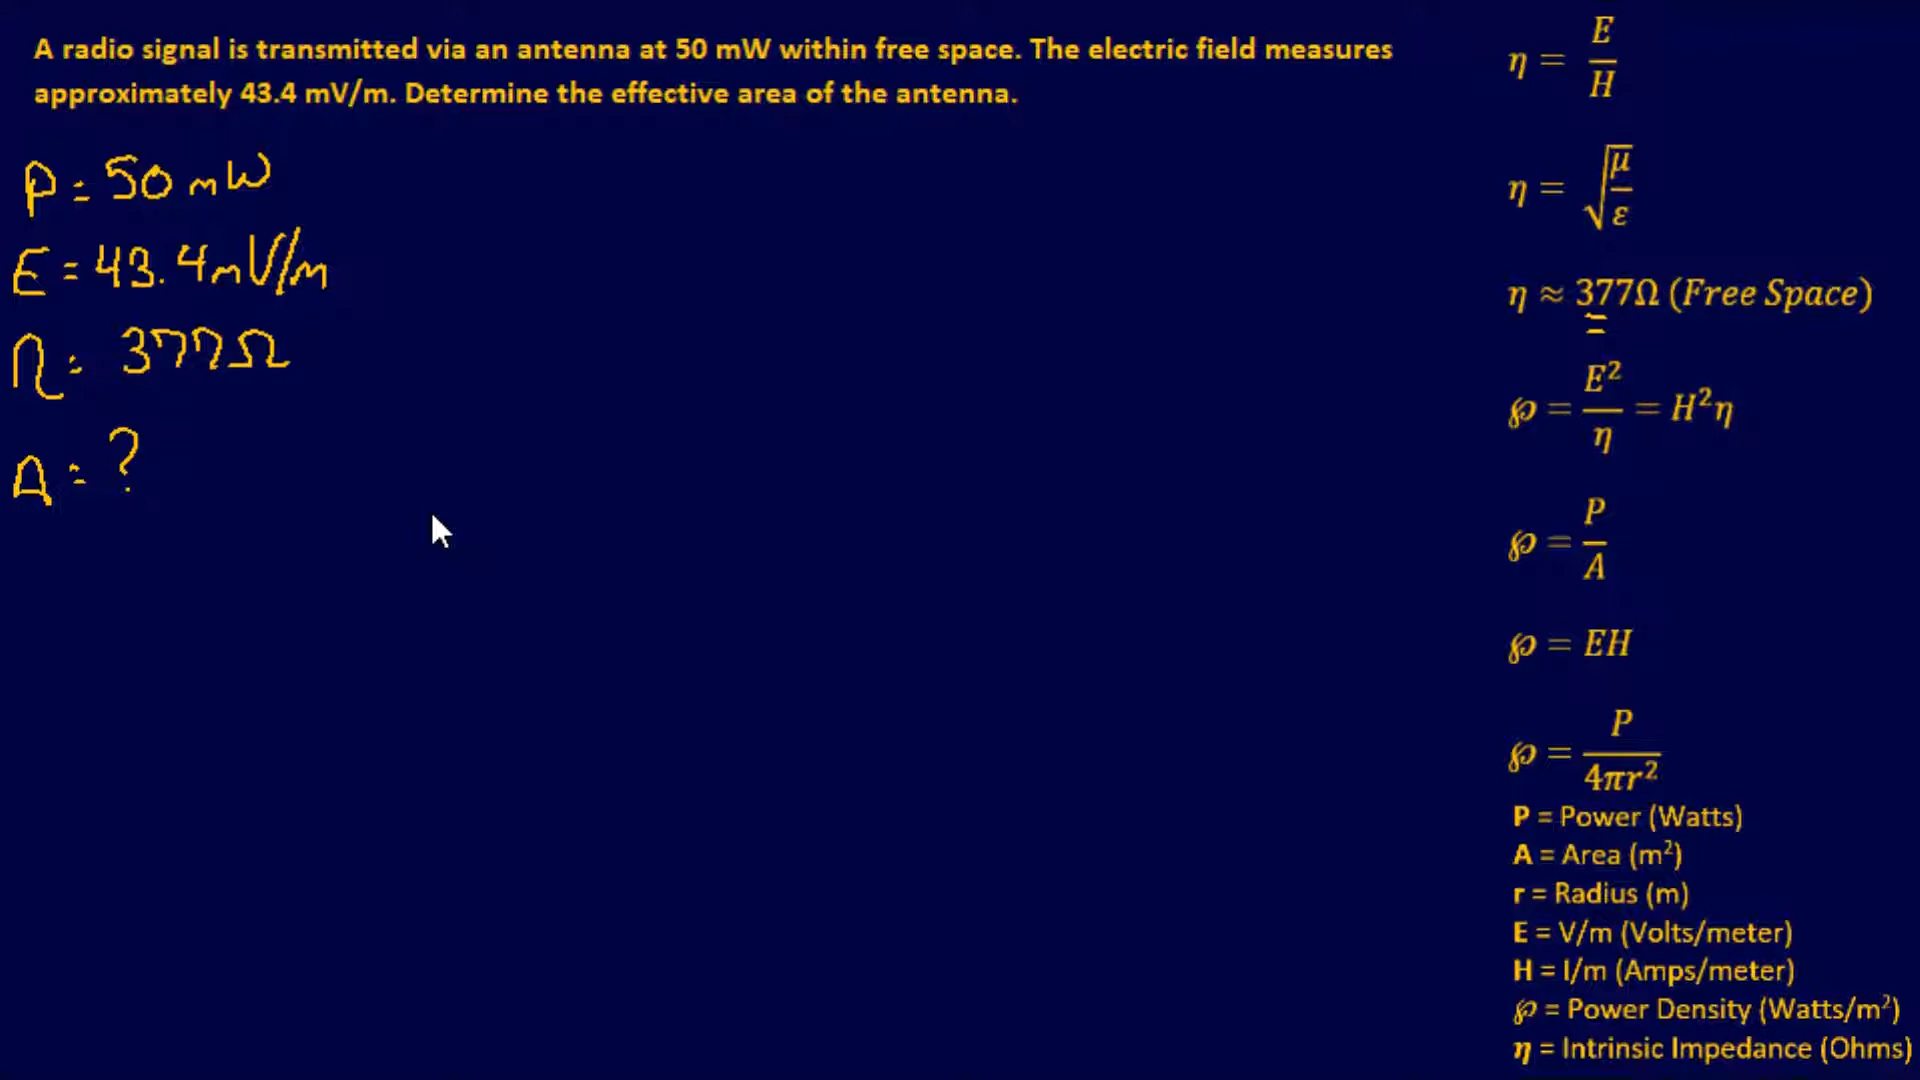 A radio signal is transmitted via an antenna at 50 mW within free space. The electric field measures
approximately 43.4 mV/m. Determine the effective area of the antenna.
P = 50 mW
E = 43.4 mV/m
η = 377Ω
A = ?
η = E/H
η = √(μ/ε)
η ≈ 377Ω (Free Space)
℘ = E²/η = H²η
℘ = P/A
℘ = EH
℘ = P/4πr²
P = Power (Watts)
A = Area (m²)
r = Radius (m)
E = V/m (Volts/meter)
H = I/m (Amps/meter)
℘ = Power Density (Watts/m²)
η = Intrinsic Impedance (Ohms)